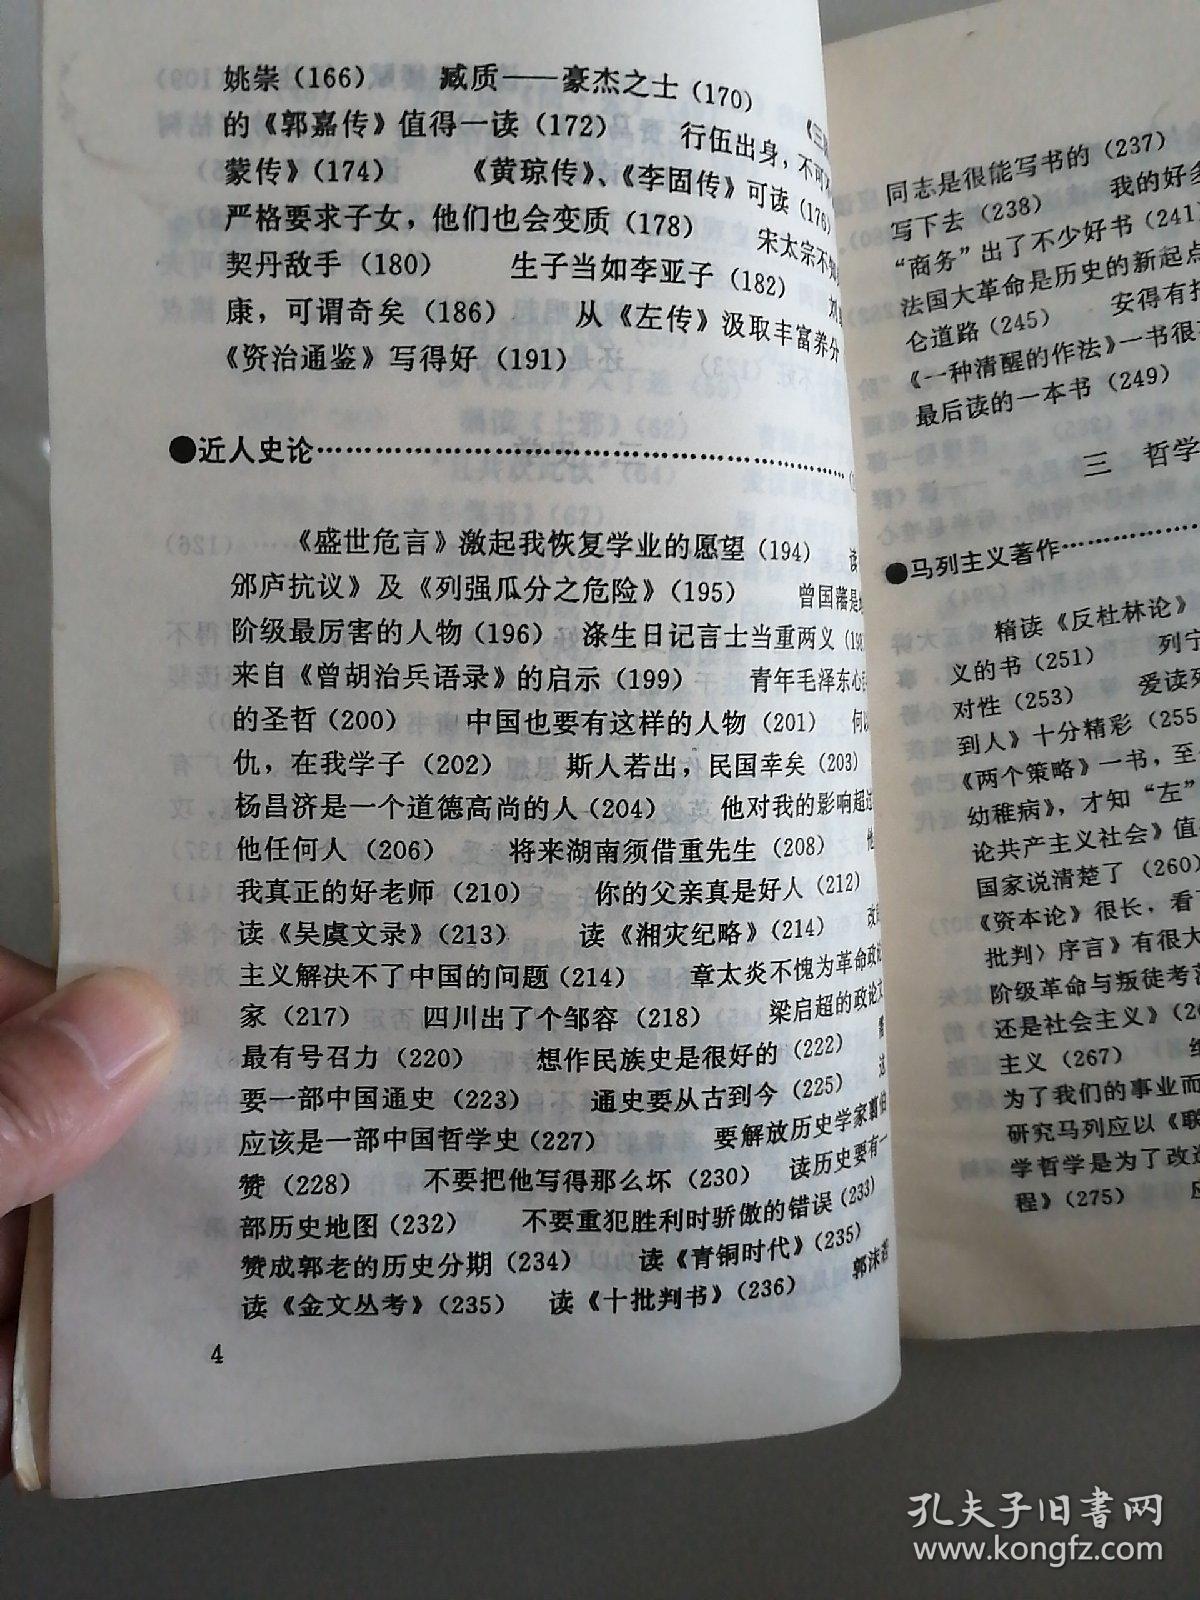 姚崇（166） 臧质——豪杰之士（170） 《三
的《郭嘉传》值得一读（172） 行伍出身，不可
蒙传》（174） 《黄琼传》、《李固传》可读（176）
严格要求子女，他们也会变质（178） 宋太宗不知
契丹敌手（180） 生子当如李亚子（182）
康，可谓奇矣（186） 从《左传》汲取丰富养分
《资治通鉴》写得好（191）
●近人史论
《盛世危言》激起我恢复学业的愿望（194） 读
邠庐抗议》及《列强瓜分之危险》（195） 曾国藩是
阶级最厉害的人物（196） 涤生日记言士当重两义（19
来自《曾胡治兵语录》的启示（199） 青年毛泽东心
的圣哲（200） 中国也要有这样的人物（201） 何以
仇，在我学子（202） 斯人若出，民国幸矣（203）
杨昌济是一个道德高尚的人（204） 他对我的影响超过
他任何人（206） 将来湖南须借重先生（208） 他
我真正的好老师（210） 你的父亲真是好人（212）
读《吴虞文录》（213） 读《湘灾纪略》（214） 改
主义解决不了中国的问题（214） 章太炎不愧为革命政论
家（217） 四川出了个邹容（218） 梁启超的政论文
最有号召力（220） 想作民族史是很好的（222） 需
要一部中国通史（223） 通史要从古到今（225） 这
应该是一部中国哲学史（227） 要解放历史学家翦伯
赞（228） 不要把他写得那么坏（230） 读历史要有一
部历史地图（232） 不要重犯胜利时骄傲的错误（233）
赞成郭老的历史分期（234） 读《青铜时代》（235）
读《金文丛考》（235） 读《十批判书》（236） 郭沫若
4
同志是很能写书的（237）
写下去（238） 我的好多
“商务”出了不少好书（241）
法国大革命是历史的新起点
仑道路（245） 安得有
《一种清醒的作法》一书很
最后读的一本书（249）
三 哲学
●马列主义著作
精读《反杜林论》
义的书（251） 列宁
对性（253） 爱读列
到人》十分精彩（255
《两个策略》一书，至
幼稚病》，才知“左”
论共产主义社会》值
国家说清楚了（260）
《资本论》很长，看了
批判〉序言》有很大
阶级革命与叛徒考茨
还是社会主义》（26
主义（267）
为了我们的事业而
研究马列应以《联
学哲学是为了改造
程》（275） 应
孔夫子旧书网
www.kongfz.com